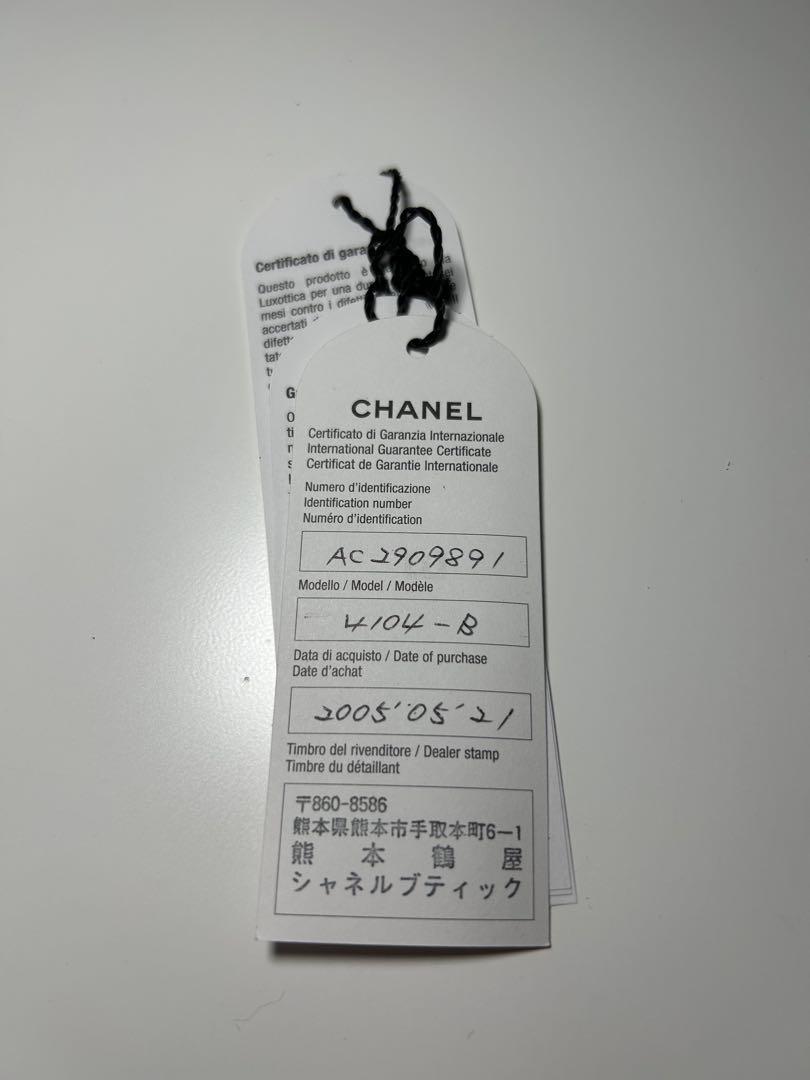 Certificato di gara
Questo prodotto è
Luxottica per una
mesi contro i
accertati
CHANEL
Certificato di Garanzia Internazionale
International Guarantee Certificate
Certificat de Garantie Internationale
Numero d'identificazione
Identification number
Numéro d'identification
AC2909891
Modello / Model / Modèle
4104-B
Data di acquisto / Date of purchase
Date d'achat
2005'05'21
Timbro del rivenditore / Dealer stamp
Timbre du détaillant
〒860-8586
熊本県熊本市手取本町6-1
熊本鶴屋
シャネルブティック